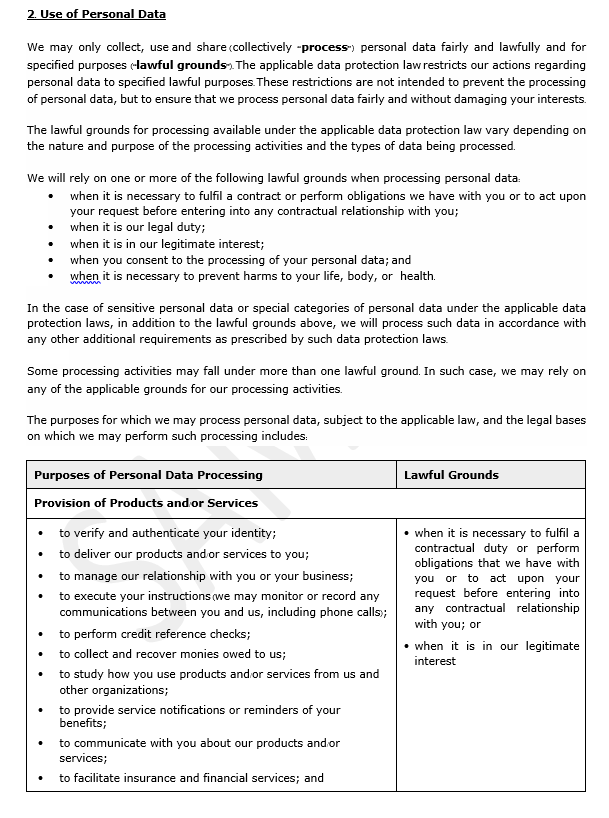 2. Use of Personal Data
We may only collect, use and share (collectively "process") personal data fairly and lawfully and for
specified purposes ("lawful grounds"). The applicable data protection law restricts our actions regarding
personal data to specified lawful purposes. These restrictions are not intended to prevent the processing
of personal data, but to ensure that we process personal data fairly and without damaging your interests.
The lawful grounds for processing available under the applicable data protection law vary depending on
the nature and purpose of the processing activities and the types of data being processed.
We will rely on one or more of the following lawful grounds when processing personal data:
• when it is necessary to fulfil a contract or perform obligations we have with you or to act upon
your request before entering into any contractual relationship with you;
• when it is our legal duty;
• when it is in our legitimate interest;
• when you consent to the processing of your personal data; and
• when it is necessary to prevent harms to your life, body, or health.
In the case of sensitive personal data or special categories of personal data under the applicable data
protection laws, in addition to the lawful grounds above, we will process such data in accordance with
any other additional requirements as prescribed by such data protection laws.
Some processing activities may fall under more than one lawful ground. In such case, we may rely on
any of the applicable grounds for our processing activities.
The purposes for which we may process personal data, subject to the applicable law, and the legal bases
on which we may perform such processing includes:
Purposes of Personal Data Processing
Lawful Grounds
Provision of Products and/or Services
• to verify and authenticate your identity;
• to deliver our products and/or services to you;
• to manage our relationship with you or your business;
• to execute your instructions (we may monitor or record any
communications between you and us, including phone calls);
• to perform credit reference checks;
• to collect and recover monies owed to us;
• to study how you use products and/or services from us and
other organizations;
• to provide service notifications or reminders of your
benefits;
• to communicate with you about our products and/or
services;
• to facilitate insurance and financial services; and
• when it is necessary to fulfil a
contractual duty or perform
obligations that we have with
you or to act upon your
request before entering into
any contractual relationship
with you; or
• when it is in our legitimate
interest